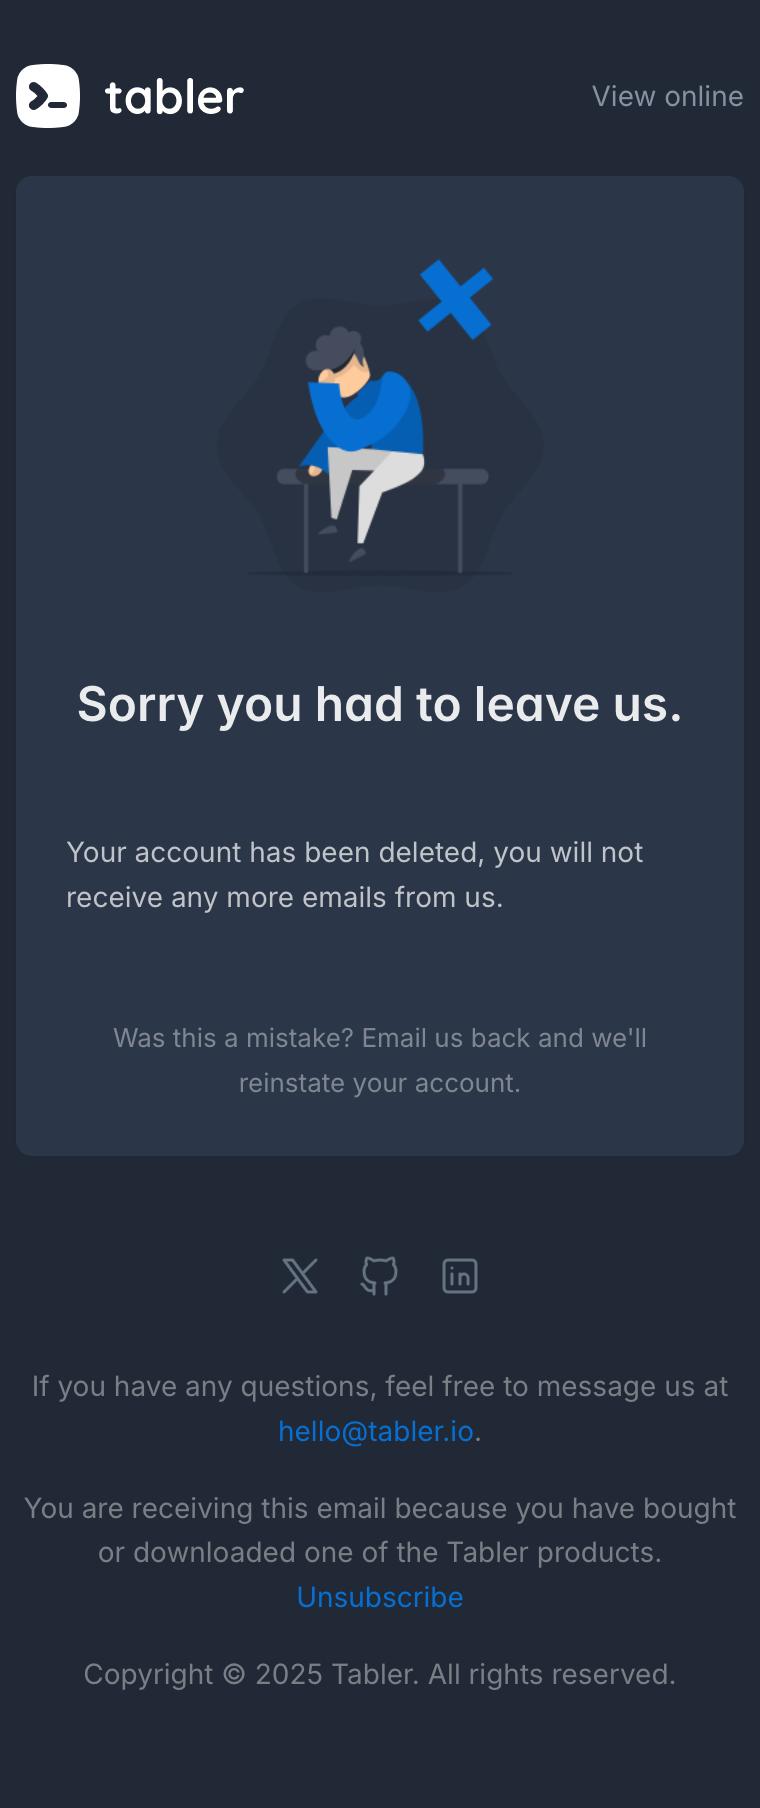 tabler
View online
Sorry you had to leave us.
Your account has been deleted, you will not
receive any more emails from us.
Was this a mistake? Email us back and we'll
reinstate your account.
If you have any questions, feel free to message us at
hello@tabler.io.
You are receiving this email because you have bought
or downloaded one of the Tabler products.
Unsubscribe
Copyright © 2025 Tabler. All rights reserved.